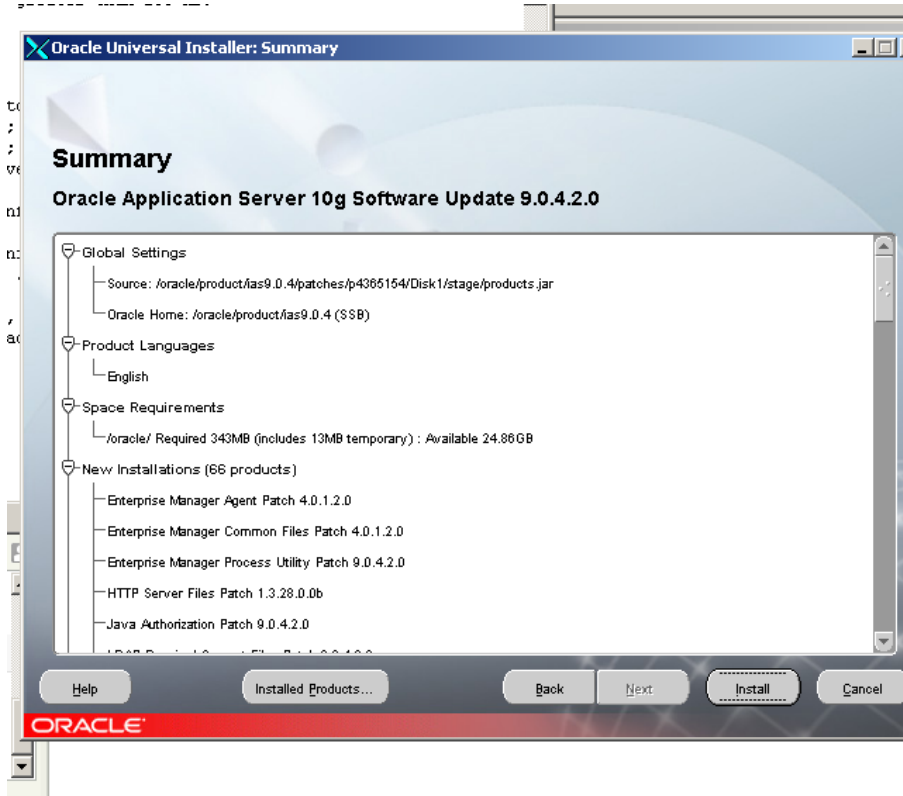 Oracle Universal Installer: Summary
to
;
;
ve
Summary
Oracle Application Server 10g Software Update 9.0.4.2.0
Global Settings
Source: /oracle/product/ias9.0.4/patches/p4365154/Disk1/stage/products.jar
Oracle Home: /oracle/product/ias9.0.4 (SSB)
Product Languages
English
Space Requirements
/oracle/ Required 343MB (includes 13MB temporary) : Available 24.86GB
New Installations (66 products)
Enterprise Manager Agent Patch 4.0.1.2.0
Enterprise Manager Common Files Patch 4.0.1.2.0
Enterprise Manager Process Utility Patch 9.0.4.2.0
HTTP Server Files Patch 1.3.28.0.0b
Java Authorization Patch 9.0.4.2.0
Help Installed Products... Back Next Install Cancel
ORACLE